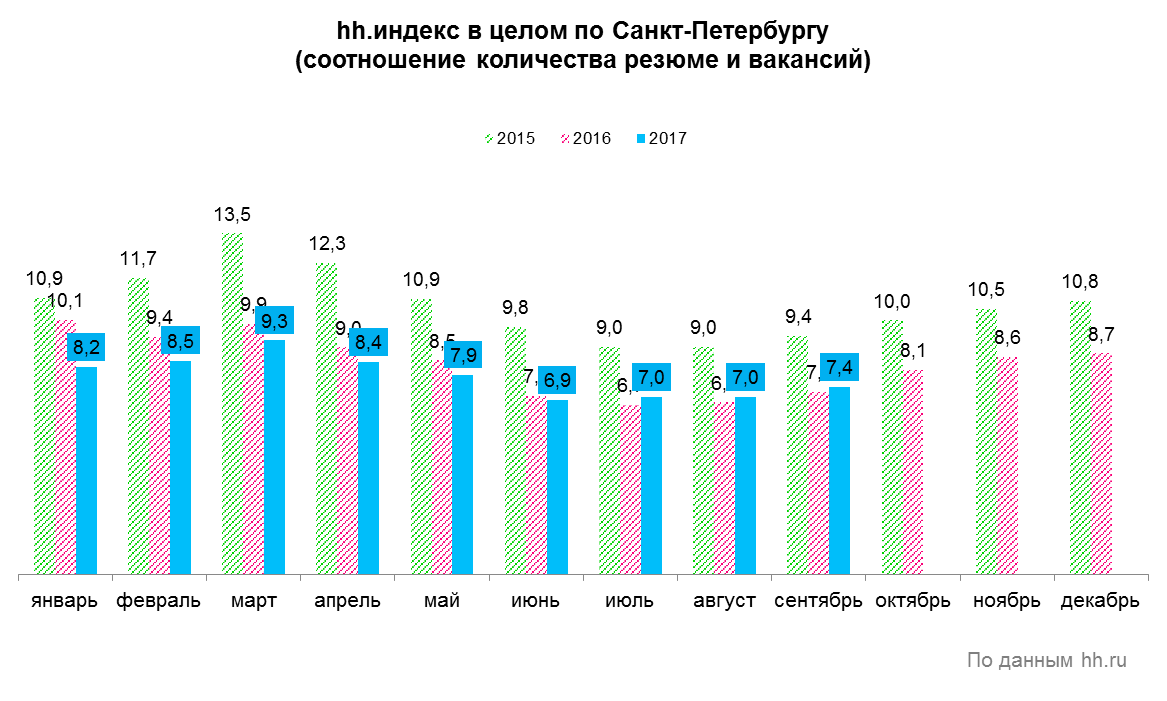 hh.индекс в целом по Санкт-Петербургу
(соотношение количества резюме и вакансий)
2015 2016 2017
13,5
12,3
11,7
10,9 10,9 10,8
10,5
10,1 10,0
9,9 9,8
9,4 9,4
9,3 9,0 9,0 9,0
8,7
8,6
8,5 8,5 8,4
8,2 8,1
7,9
7,4
7,0 7,0
6,9
январь февраль март апрель май июнь июль август сентябрь октябрь ноябрь декабрь
По данным hh.ru